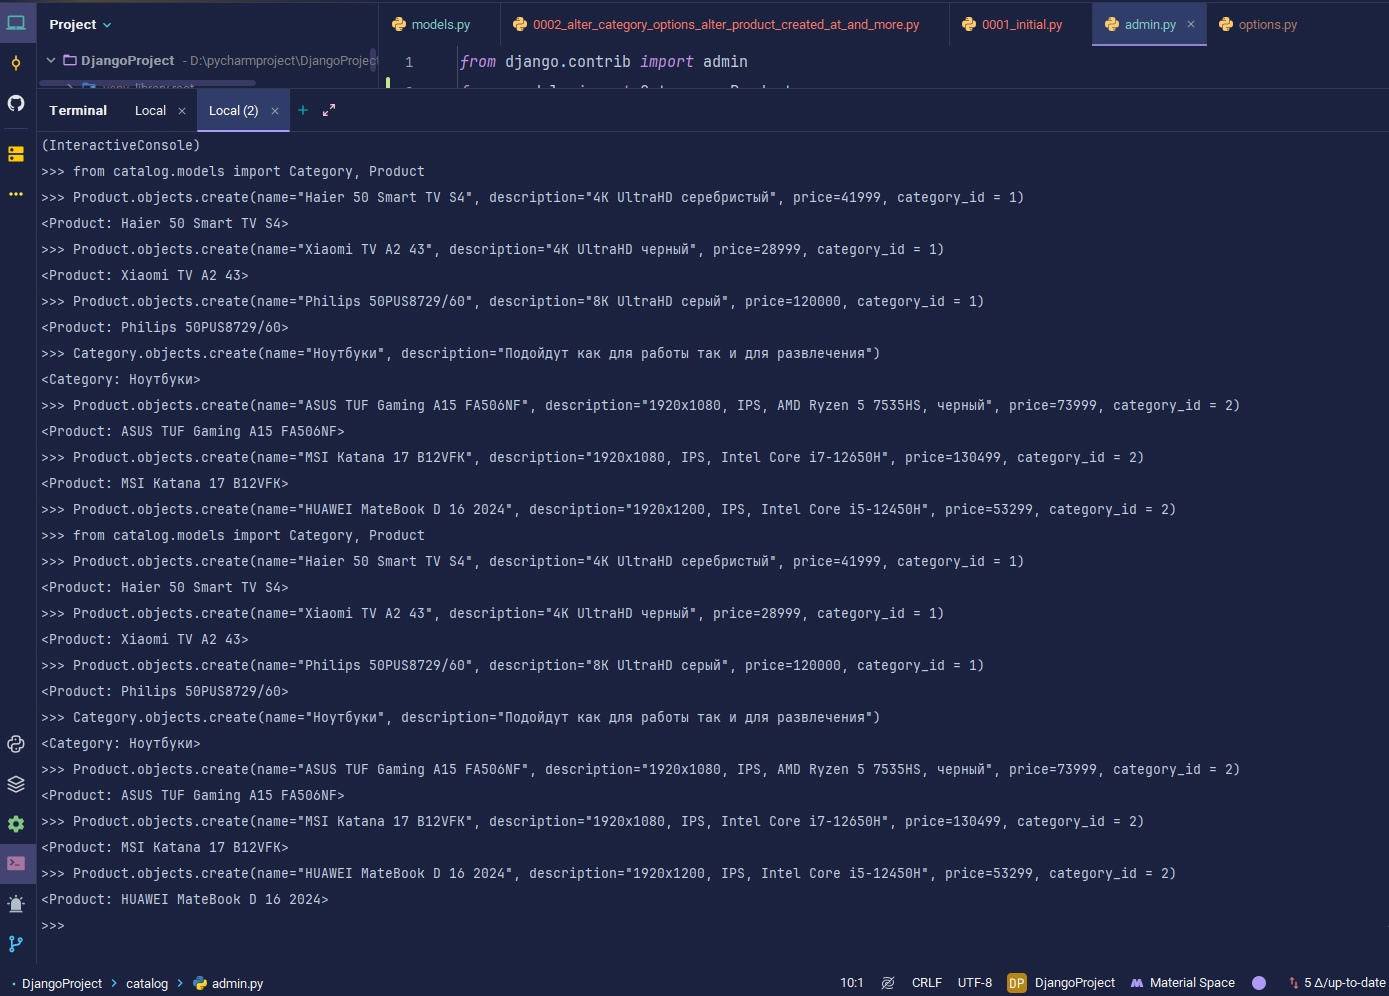 Project
models.py
0002_alter_category_options_alter_product_created_at_and_more.py
0001_initial.py
admin.py
options.py
DjangoProject - D:\pycharmproject\DjangoProject
1 from django.contrib import admin
Terminal Local Local (2)
(InteractiveConsole)
>>> from catalog.models import Category, Product
>>> Product.objects.create(name="Haier 50 Smart TV S4", description="4K UltraHD серебристый", price=41999, category_id = 1)
<Product: Haier 50 Smart TV S4>
>>> Product.objects.create(name="Xiaomi TV A2 43", description="4K UltraHD черный", price=28999, category_id = 1)
<Product: Xiaomi TV A2 43>
>>> Product.objects.create(name="Philips 50PUS8729/60", description="8K UltraHD серый", price=120000, category_id = 1)
<Product: Philips 50PUS8729/60>
>>> Category.objects.create(name="Ноутбуки", description="Подойдут как для работы так и для развлечения")
<Category: Ноутбуки>
>>> Product.objects.create(name="ASUS TUF Gaming A15 FA506NF", description="1920x1080, IPS, AMD Ryzen 5 7535HS, черный", price=73999, category_id = 2)
<Product: ASUS TUF Gaming A15 FA506NF>
>>> Product.objects.create(name="MSI Katana 17 B12VFK", description="1920x1080, IPS, Intel Core i7-12650H", price=130499, category_id = 2)
<Product: MSI Katana 17 B12VFK>
>>> Product.objects.create(name="HUAWEI MateBook D 16 2024", description="1920x1200, IPS, Intel Core i5-12450H", price=53299, category_id = 2)
>>> from catalog.models import Category, Product
>>> Product.objects.create(name="Haier 50 Smart TV S4", description="4K UltraHD серебристый", price=41999, category_id = 1)
<Product: Haier 50 Smart TV S4>
>>> Product.objects.create(name="Xiaomi TV A2 43", description="4K UltraHD черный", price=28999, category_id = 1)
<Product: Xiaomi TV A2 43>
>>> Product.objects.create(name="Philips 50PUS8729/60", description="8K UltraHD серый", price=120000, category_id = 1)
<Product: Philips 50PUS8729/60>
>>> Category.objects.create(name="Ноутбуки", description="Подойдут как для работы так и для развлечения")
<Category: Ноутбуки>
>>> Product.objects.create(name="ASUS TUF Gaming A15 FA506NF", description="1920x1080, IPS, AMD Ryzen 5 7535HS, черный", price=73999, category_id = 2)
<Product: ASUS TUF Gaming A15 FA506NF>
>>> Product.objects.create(name="MSI Katana 17 B12VFK", description="1920x1080, IPS, Intel Core i7-12650H", price=130499, category_id = 2)
<Product: MSI Katana 17 B12VFK>
>>> Product.objects.create(name="HUAWEI MateBook D 16 2024", description="1920x1200, IPS, Intel Core i5-12450H", price=53299, category_id = 2)
<Product: HUAWEI MateBook D 16 2024>
>>>
DjangoProject > catalog > admin.py
10:1 CRLF UTF-8 DP DjangoProject Material Space 5 Δ/up-to-date